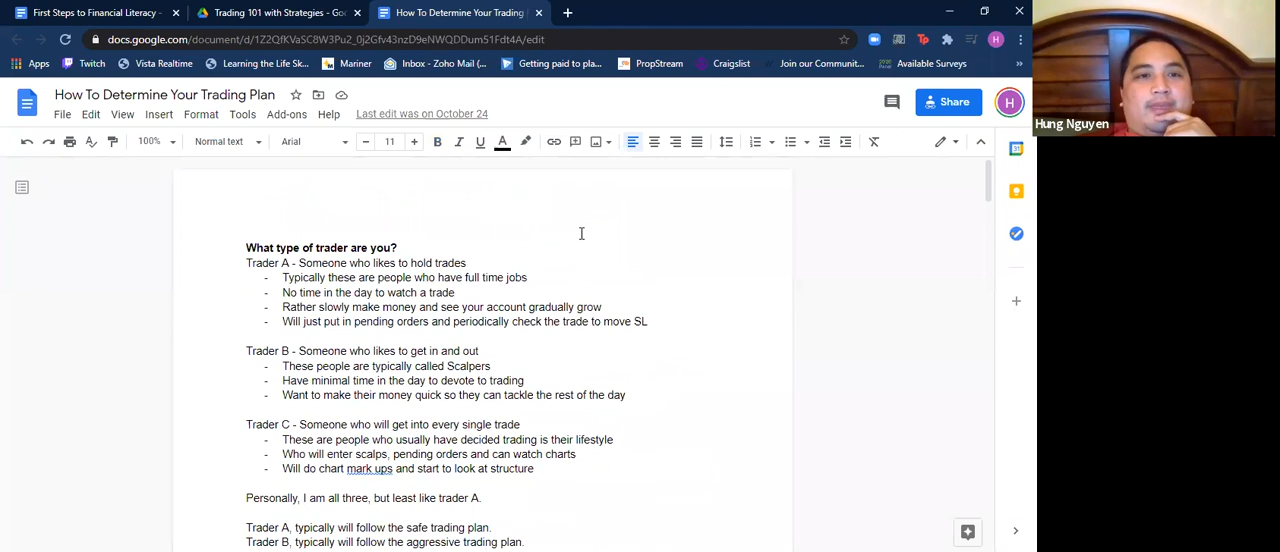 First Steps to Financial Literacy -
Trading 101 with Strategies - Goo
How To Determine Your Trading
docs.google.com/document/d/1Z2QfKVaSC8W3Pu2_0j2Gfv43nzD9eNWQDDum51Fdt4A/edit
Apps Twitch Vista Realtime Learning the Life Sk... Mariner Inbox - Zoho Mail (... Getting paid to pla... PropStream Craigslist Join our Communit... Available Surveys »
How To Determine Your Trading Plan
File Edit View Insert Format Tools Add-ons Help Last edit was on October 24
Share
H
100% Normal text Arial 11
What type of trader are you?
Trader A - Someone who likes to hold trades
- Typically these are people who have full time jobs
- No time in the day to watch a trade
- Rather slowly make money and see your account gradually grow
- Will just put in pending orders and periodically check the trade to move SL
Trader B - Someone who likes to get in and out
- These people are typically called Scalpers
- Have minimal time in the day to devote to trading
- Want to make their money quick so they can tackle the rest of the day
Trader C - Someone who will get into every single trade
- These are people who usually have decided trading is their lifestyle
- Who will enter scalps, pending orders and can watch charts
- Will do chart mark ups and start to look at structure
Personally, I am all three, but least like trader A.
Trader A, typically will follow the safe trading plan.
Trader B, typically will follow the aggressive trading plan.
Hung Nguyen